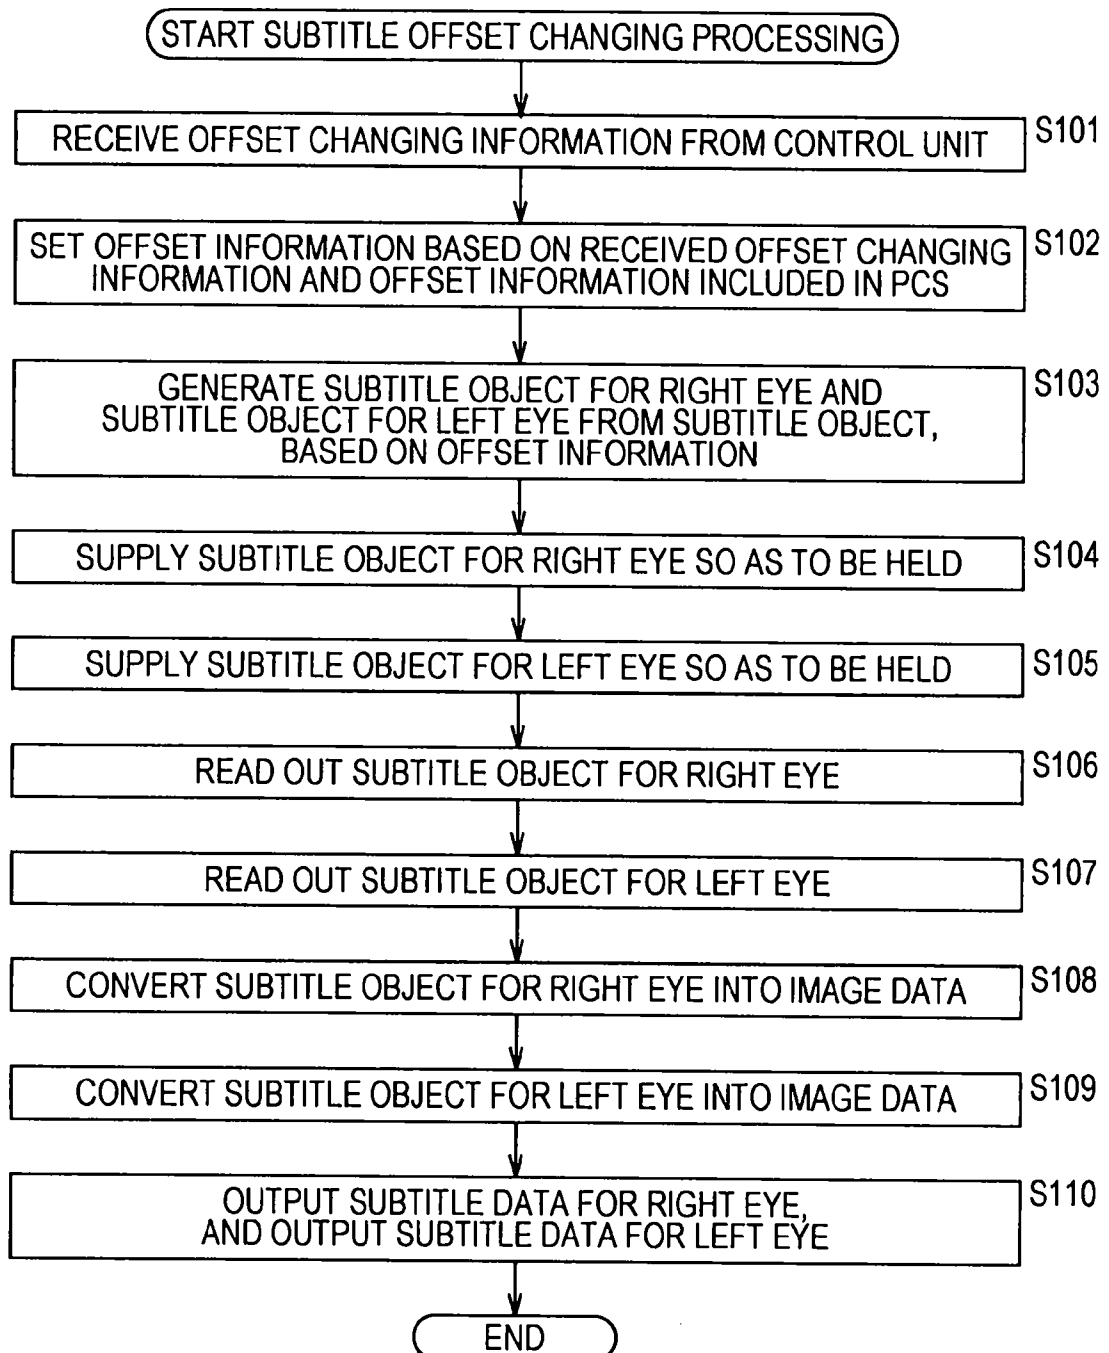 START SUBTITLE OFFSET CHANGING PROCESSING
RECEIVE OFFSET CHANGING INFORMATION FROM CONTROL UNIT
S101
SET OFFSET INFORMATION BASED ON RECEIVED OFFSET CHANGING
INFORMATION AND OFFSET INFORMATION INCLUDED IN PCS
S102
GENERATE SUBTITLE OBJECT FOR RIGHT EYE AND
SUBTITLE OBJECT FOR LEFT EYE FROM SUBTITLE OBJECT,
BASED ON OFFSET INFORMATION
S103
SUPPLY SUBTITLE OBJECT FOR RIGHT EYE SO AS TO BE HELD
S104
SUPPLY SUBTITLE OBJECT FOR LEFT EYE SO AS TO BE HELD
S105
READ OUT SUBTITLE OBJECT FOR RIGHT EYE
S106
READ OUT SUBTITLE OBJECT FOR LEFT EYE
S107
CONVERT SUBTITLE OBJECT FOR RIGHT EYE INTO IMAGE DATA
S108
CONVERT SUBTITLE OBJECT FOR LEFT EYE INTO IMAGE DATA
S109
OUTPUT SUBTITLE DATA FOR RIGHT EYE,
AND OUTPUT SUBTITLE DATA FOR LEFT EYE
S110
END